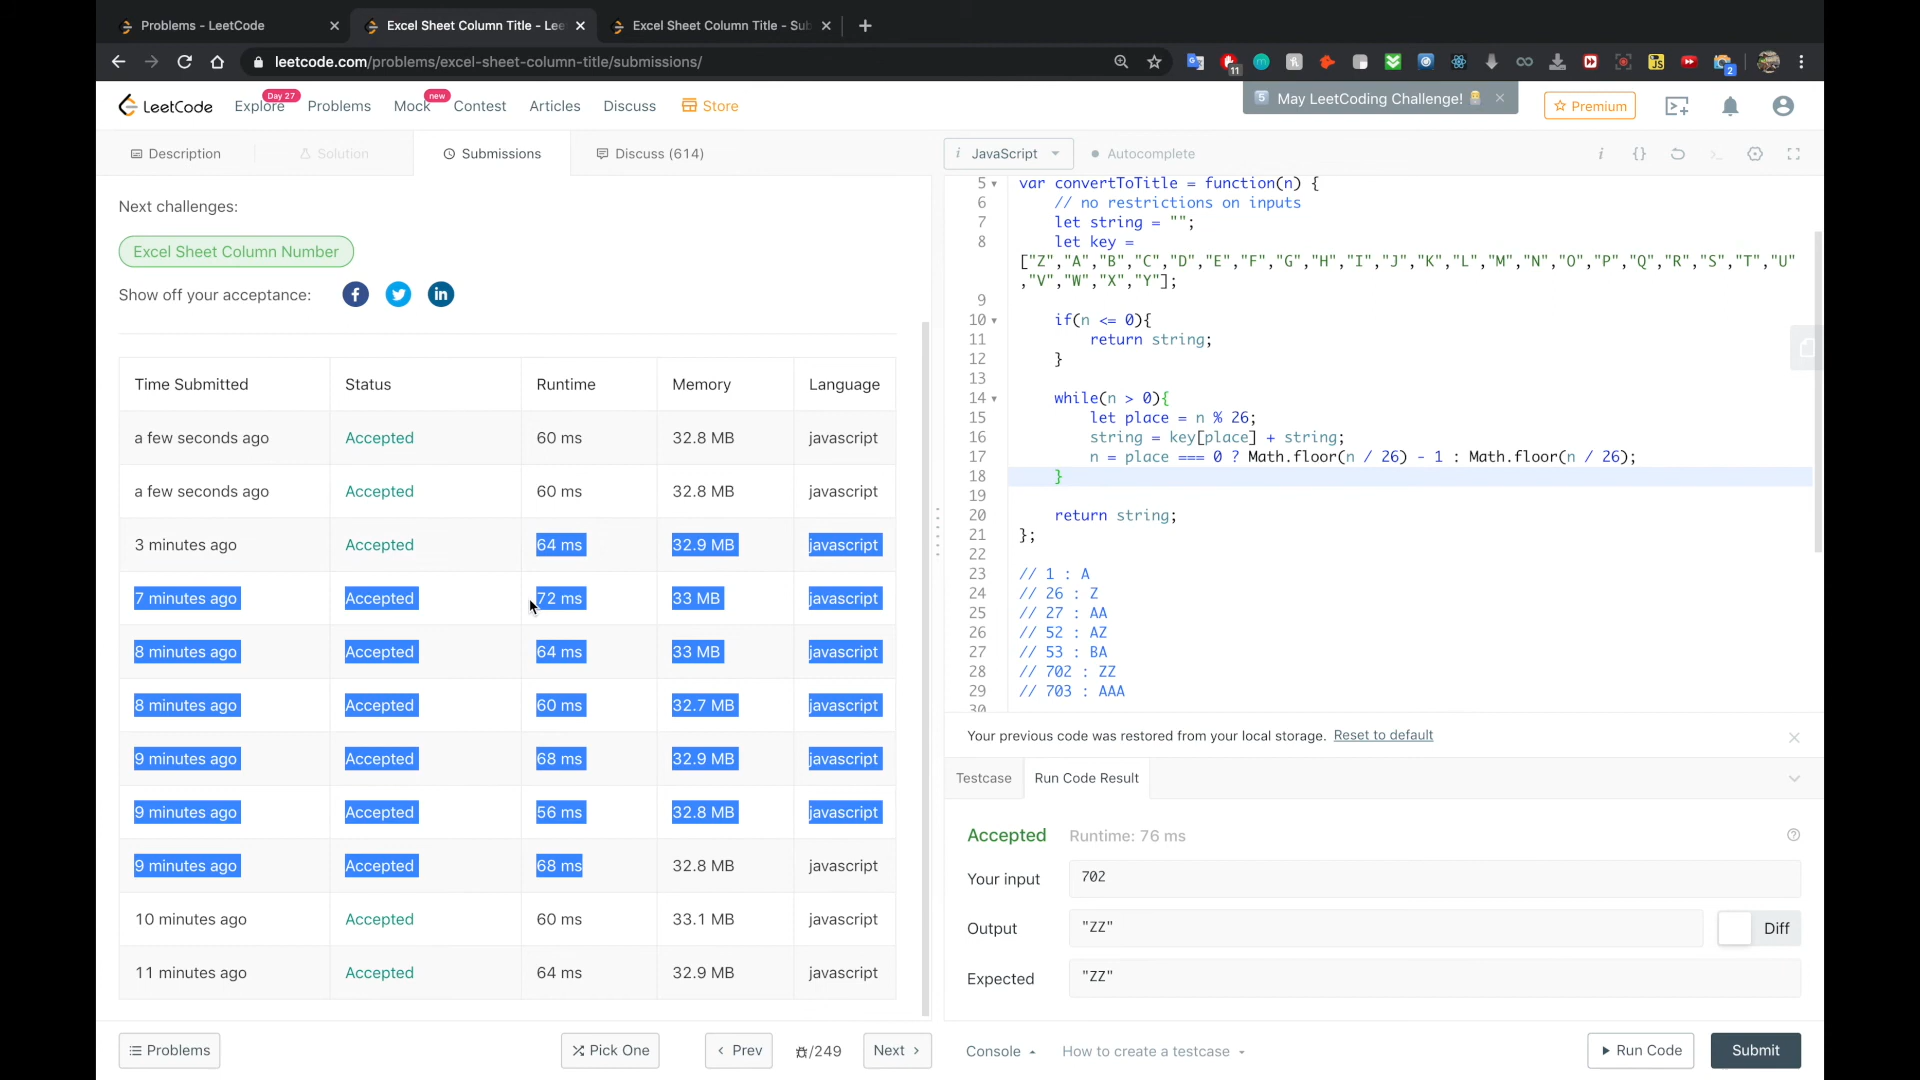 Problems - LeetCode
Excel Sheet Column Title - Lee
Excel Sheet Column Title - Sub
leetcode.com/problems/excel-sheet-column-title/submissions/
11
JS
2
LeetCode
Explore
Day 27
Problems
Mock
new
Contest
Articles
Discuss
Store
May LeetCoding Challenge!
Premium
Description
Solution
Submissions
Discuss (614)
i JavaScript
Autocomplete
Next challenges:
Excel Sheet Column Number
Show off your acceptance:
Time Submitted Status Runtime Memory Language
a few seconds ago Accepted 60 ms 32.8 MB javascript
a few seconds ago Accepted 60 ms 32.8 MB javascript
3 minutes ago Accepted 64 ms 32.9 MB javascript
7 minutes ago Accepted 72 ms 33 MB javascript
8 minutes ago Accepted 64 ms 33 MB javascript
8 minutes ago Accepted 60 ms 32.7 MB javascript
9 minutes ago Accepted 68 ms 32.9 MB javascript
9 minutes ago Accepted 56 ms 32.8 MB javascript
9 minutes ago Accepted 68 ms 32.8 MB javascript
10 minutes ago Accepted 60 ms 33.1 MB javascript
11 minutes ago Accepted 64 ms 32.9 MB javascript
Problems
Pick One
Prev
/249
Next
5 var convertToTitle = function(n) {
6 // no restrictions on inputs
7 let string = "";
8 let key =
["Z","A","B","C","D","E","F","G","H","I","J","K","L","M","N","O","P","Q","R","S","T","U"
,"V","W","X","Y"];
9
10 if(n <= 0){
11 return string;
12 }
13
14 while(n > 0){
15 let place = n % 26;
16 string = key[place] + string;
17 n = place === 0 ? Math.floor(n / 26) - 1 : Math.floor(n / 26);
18 }
19
20 return string;
21 };
22
23 // 1 : A
24 // 26 : Z
25 // 27 : AA
26 // 52 : AZ
27 // 53 : BA
28 // 702 : ZZ
29 // 703 : AAA
30
Your previous code was restored from your local storage. Reset to default
Testcase
Run Code Result
Accepted Runtime: 76 ms
Your input 702
Output "ZZ"
Diff
Expected "ZZ"
Console
How to create a testcase
Run Code
Submit